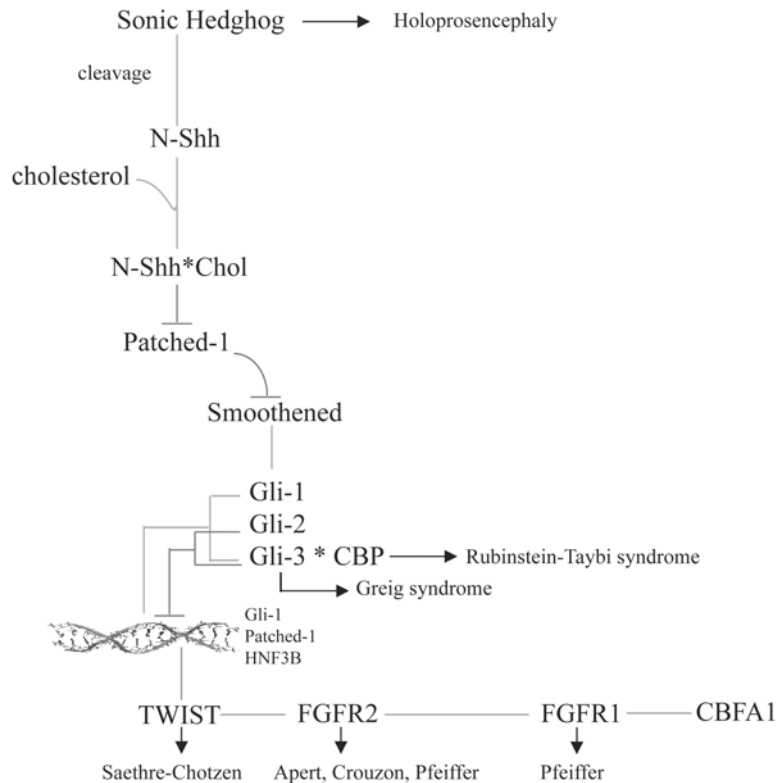 Sonic Hedghog
Holoprosencephaly
cleavage
N-Shh
cholesterol
N-Shh*Chol
Patched-1
Smoothened
Gli-1
Gli-2
Gli-3 * CBP
Rubinstein-Taybi syndrome
Greig syndrome
Gli-1
Patched-1
HNF3B
TWIST
FGFR2
FGFR1
CBFA1
Saethre-Chotzen
Apert, Crouzon, Pfeiffer
Pfeiffer